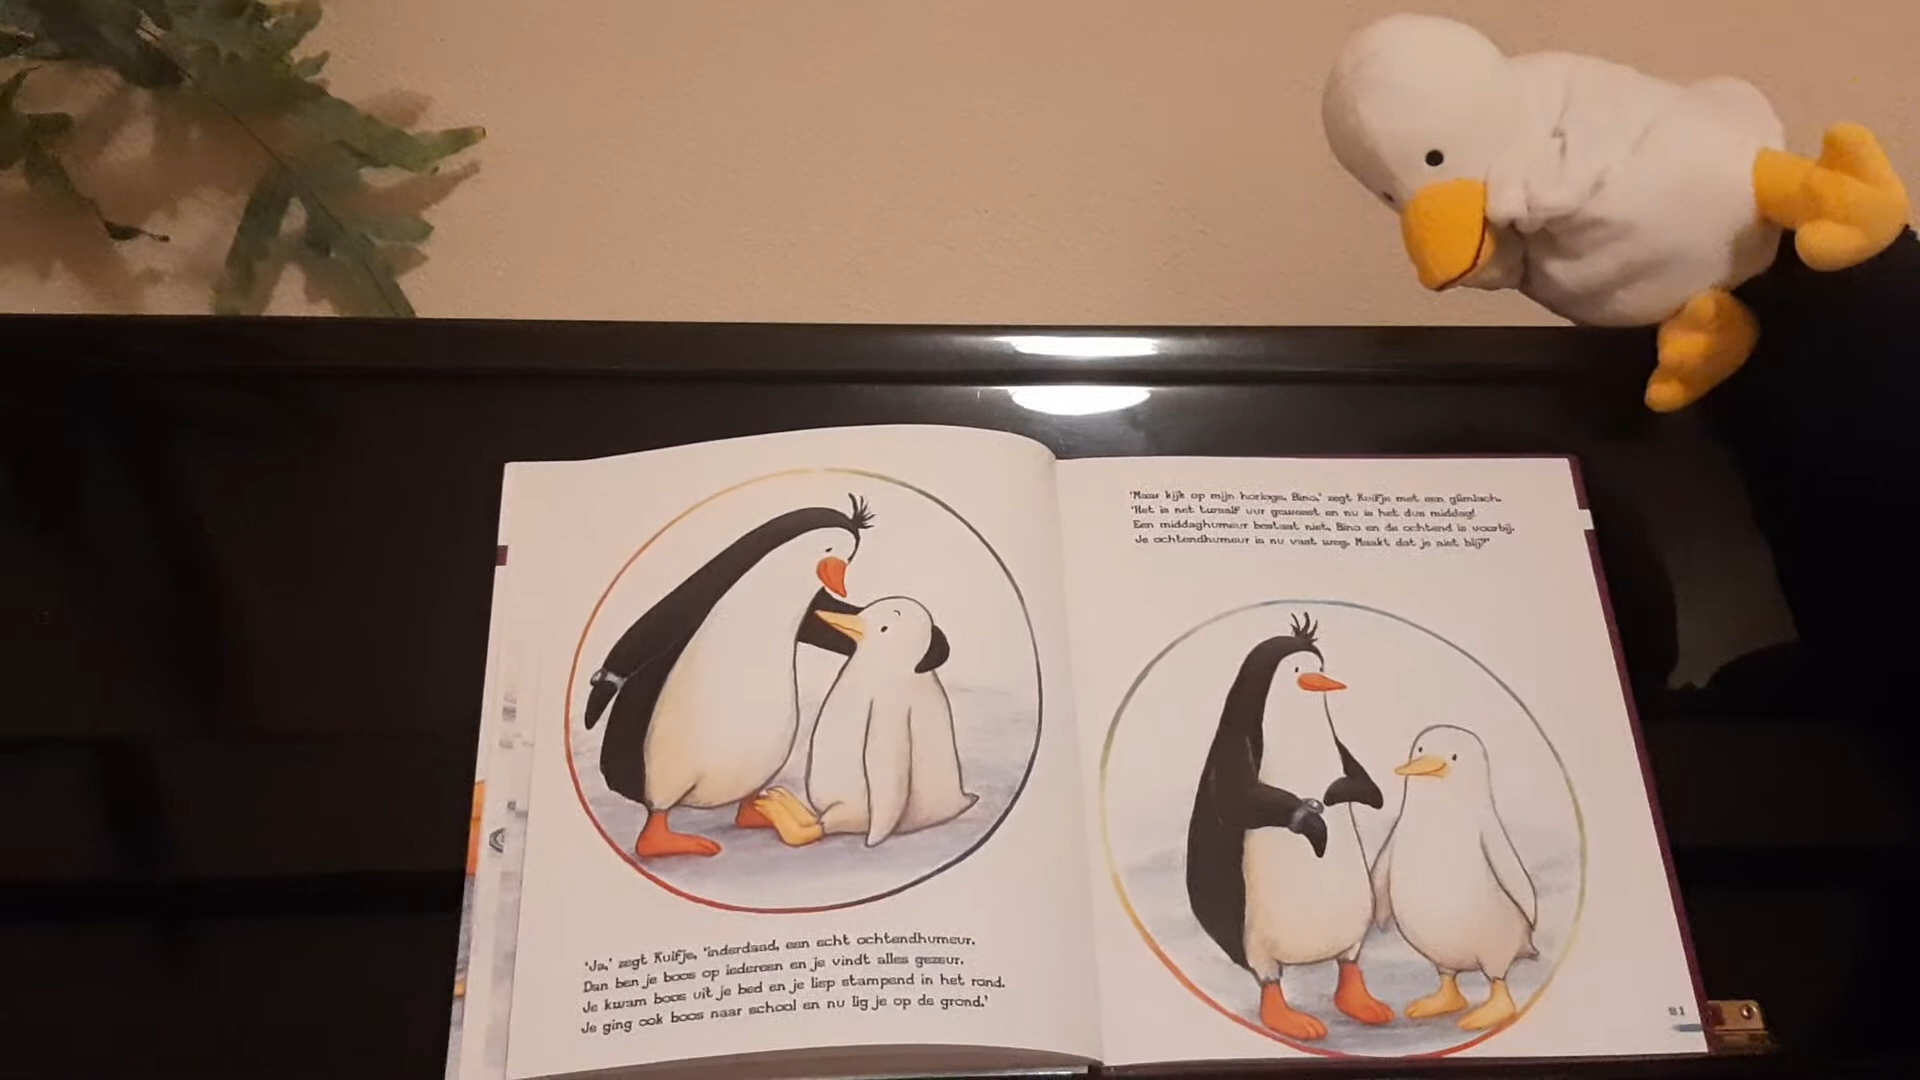 'Ja,' zegt Kuifje, 'inderdaad, een echt ochtendhumeur.
Dan ben je boos op iedereen en je vindt alles gezeur.
Je kwam boos uit je bed en je liep stampend in het rond.
Je ging ook boos naar school en nu lig je op de grond.'
'Maar kijk op mijn horloge, Bino,' zegt Kuifje met een glimlach.
'Het is net twaalf uur geweest en nu is het dus middag!
Een middaghumeur bestaat niet, Bino en de ochtend is voorbij.
Je ochtendhumeur is nu vast weg. Maakt dat je niet blij?'